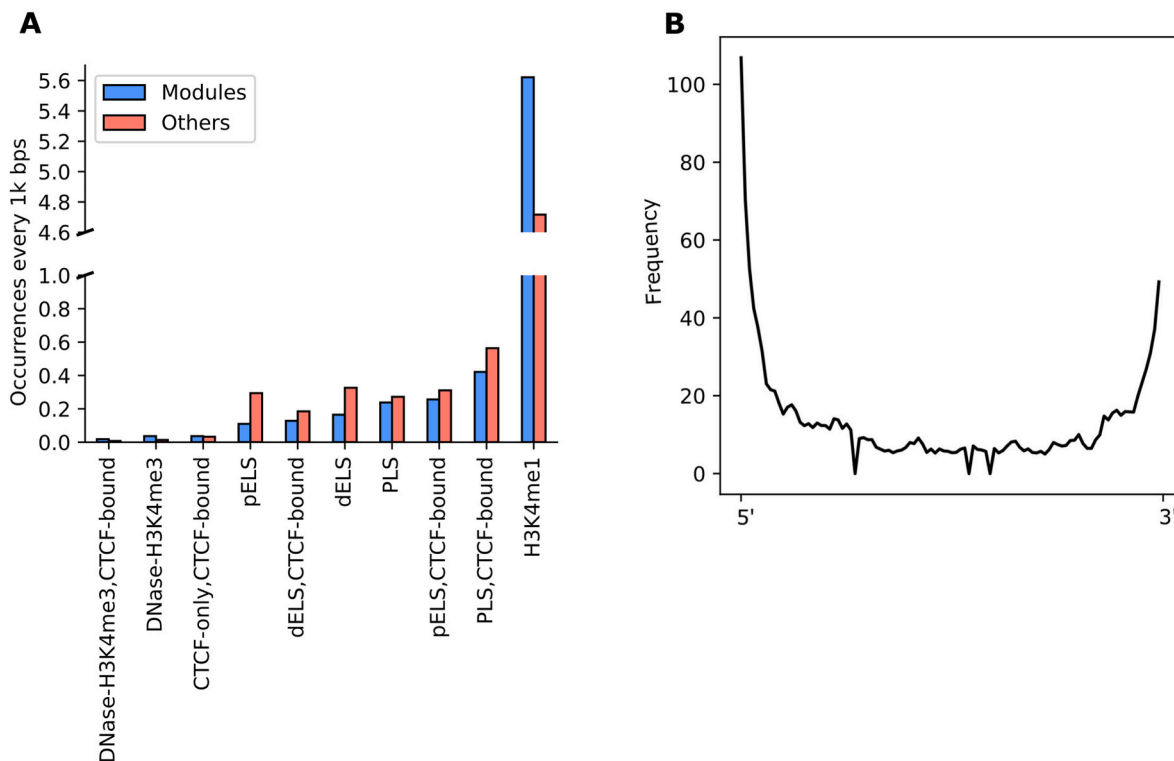 A
Occurrences every 1k bps
5.6
5.4
5.2
5.0
4.8
4.6
1.0
0.8
0.6
0.4
0.2
0.0
Modules
Others
DNase-H3K4me3,CTCF-bound
DNase-H3K4me3
CTCF-only,CTCF-bound
pELS
dELS,CTCF-bound
dELS
PLS
pELS,CTCF-bound
PLS,CTCF-bound
H3K4me1
B
Frequency
100
80
60
40
20
0
5'
3'